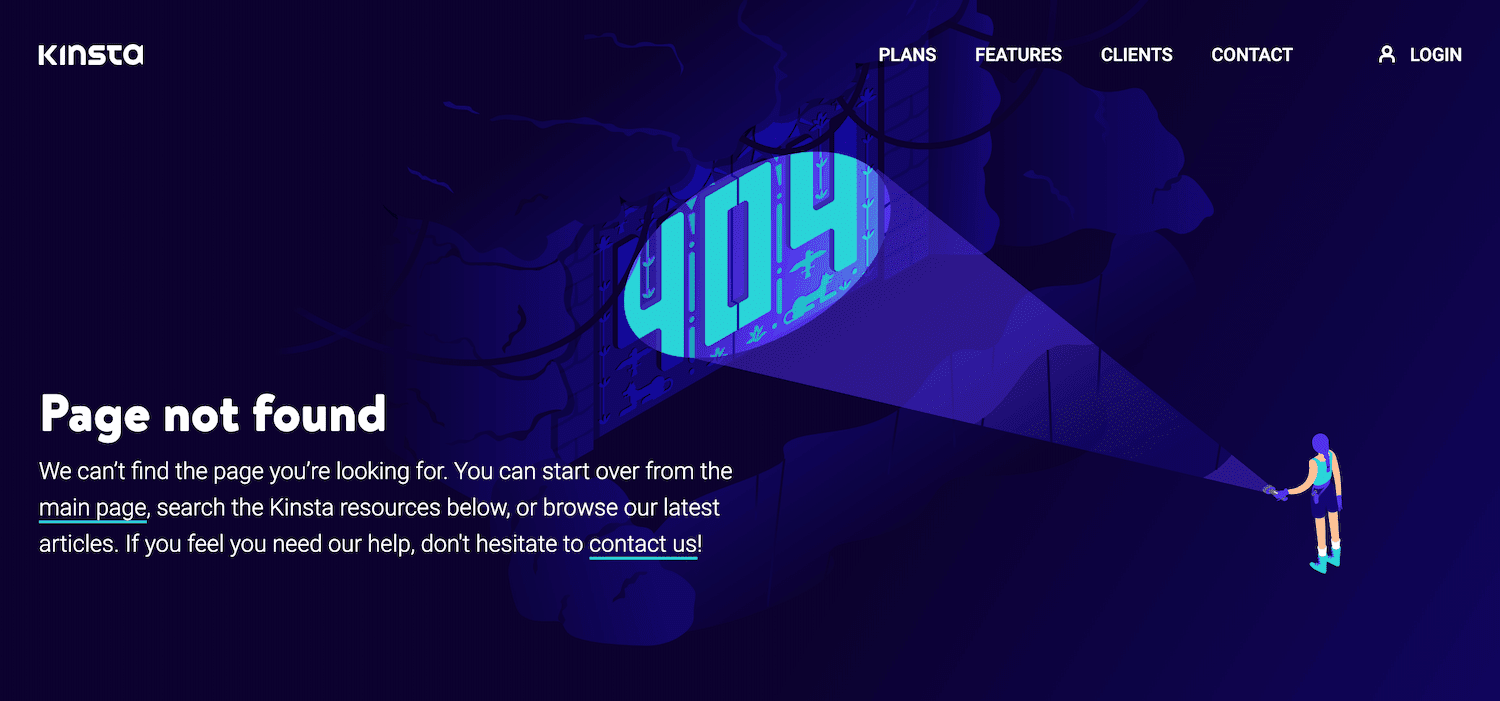 KINSTA
PLANS FEATURES CLIENTS CONTACT LOGIN
404
Page not found
We can’t find the page you’re looking for. You can start over from the
main page, search the Kinsta resources below, or browse our latest
articles. If you feel you need our help, don't hesitate to contact us!